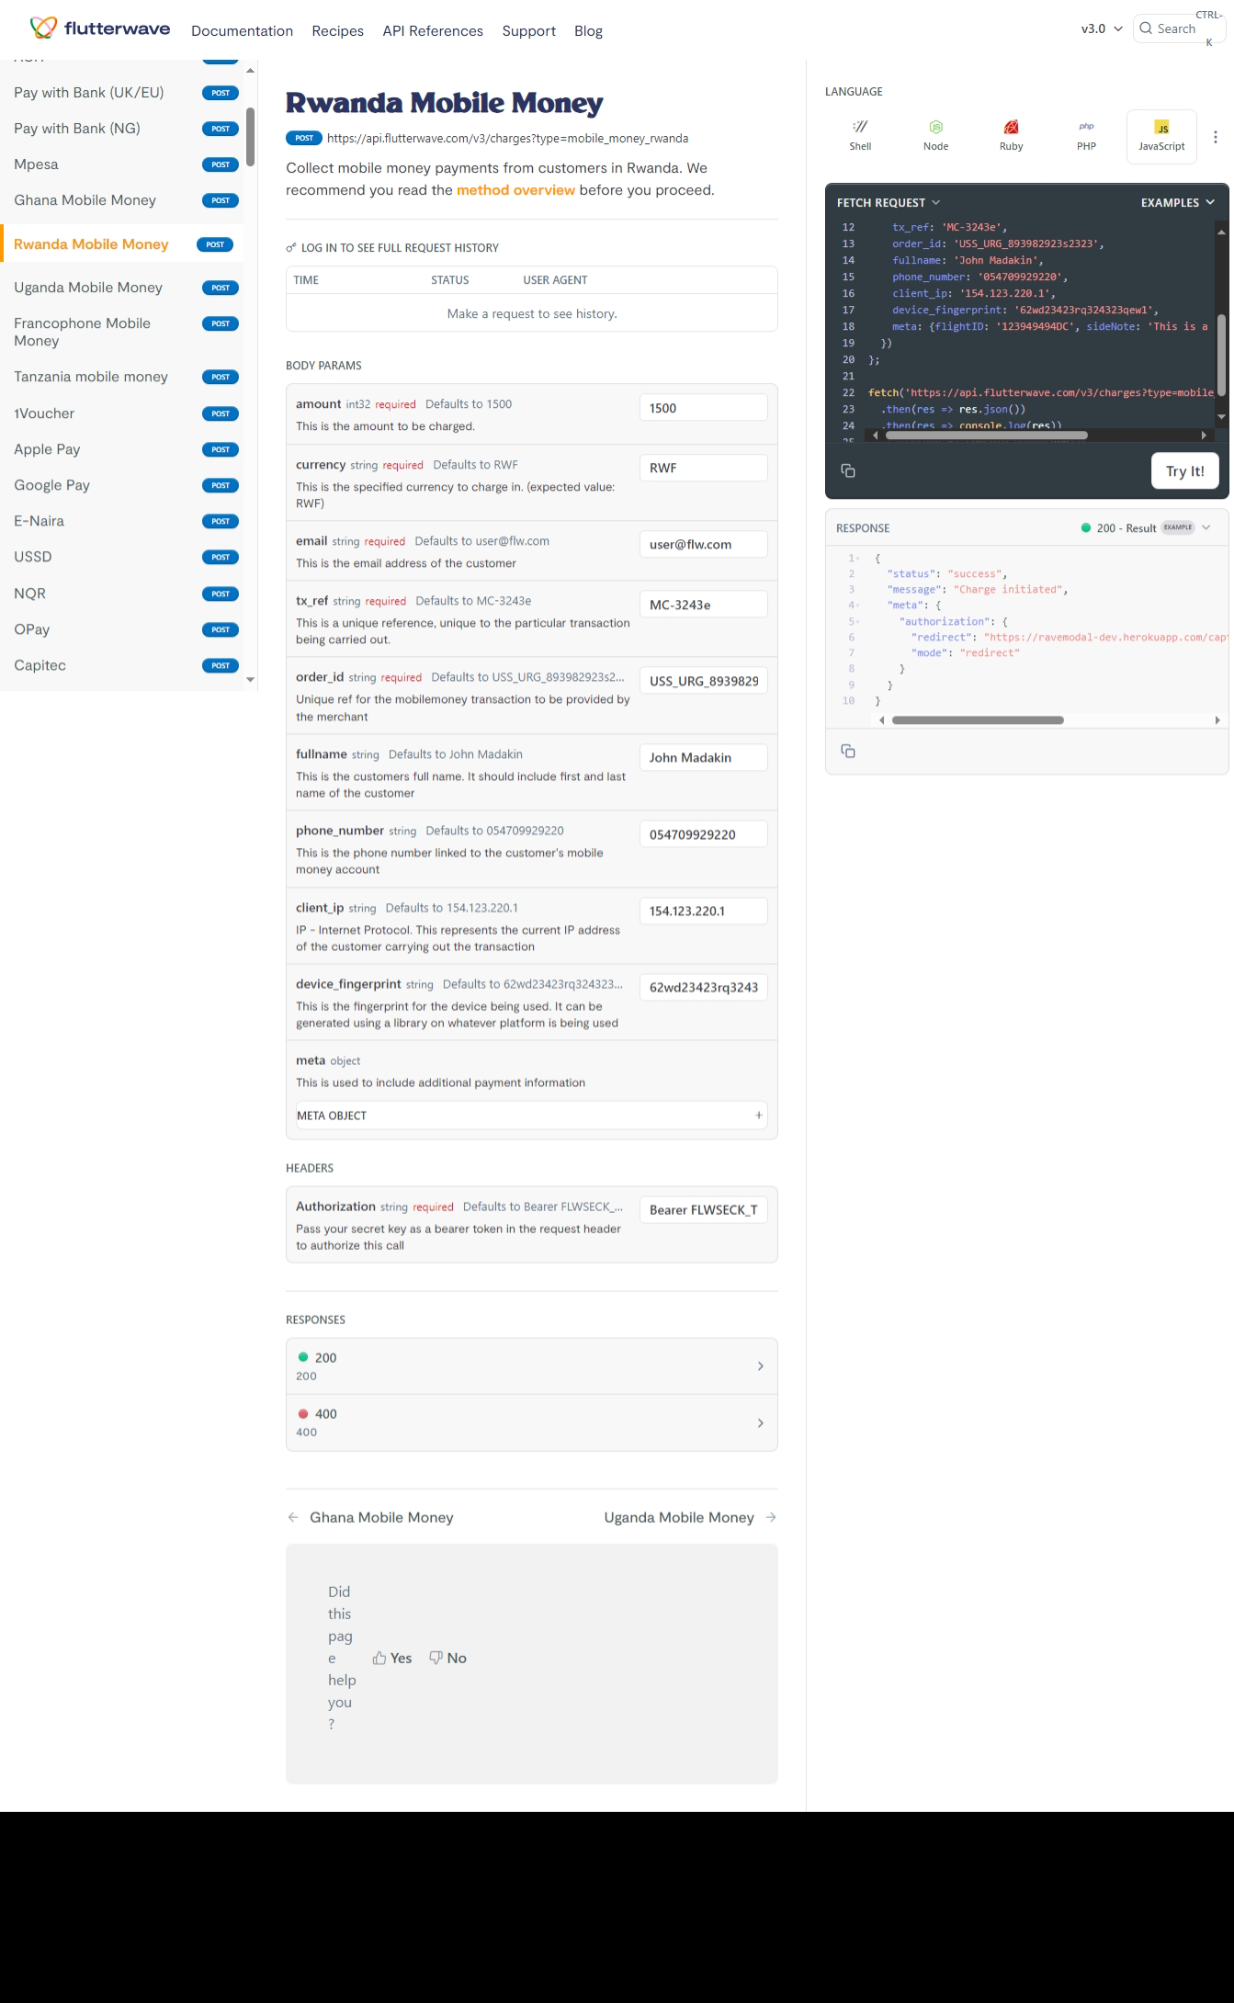 flutterwave
Documentation
Recipes
API References
Support
Blog
v3.0
Search
CTRL-K
Pay with Bank (UK/EU) POST
Pay with Bank (NG) POST
Mpesa POST
Ghana Mobile Money POST
Rwanda Mobile Money POST
Uganda Mobile Money POST
Francophone Mobile
Money POST
Tanzania mobile money POST
1Voucher POST
Apple Pay POST
Google Pay POST
E-Naira POST
USSD POST
NQR POST
OPay POST
Capitec POST
Rwanda Mobile Money
POST https://api.flutterwave.com/v3/charges?type=mobile_money_rwanda
Collect mobile money payments from customers in Rwanda. We
recommend you read the method overview before you proceed.
LOG IN TO SEE FULL REQUEST HISTORY
TIME STATUS USER AGENT
Make a request to see history.
BODY PARAMS
amount int32 required Defaults to 1500
This is the amount to be charged.
1500
currency string required Defaults to RWF
This is the specified currency to charge in. (expected value:
RWF)
RWF
email string required Defaults to user@flw.com
This is the email address of the customer
user@flw.com
tx_ref string required Defaults to MC-3243e
This is a unique reference, unique to the particular transaction
being carried out.
MC-3243e
order_id string required Defaults to USS_URG_893982923s2...
Unique ref for the mobilemoney transaction to be provided by
the merchant
USS_URG_8939829
fullname string Defaults to John Madakin
This is the customers full name. It should include first and last
name of the customer
John Madakin
phone_number string Defaults to 054709929220
This is the phone number linked to the customer's mobile
money account
054709929220
client_ip string Defaults to 154.123.220.1
IP - Internet Protocol. This represents the current IP address
of the customer carrying out the transaction
154.123.220.1
device_fingerprint string Defaults to 62wd23423rq324323...
This is the fingerprint for the device being used. It can be
generated using a library on whatever platform is being used
62wd23423rq3243
meta object
This is used to include additional payment information
META OBJECT +
HEADERS
Authorization string required Defaults to Bearer FLWSECK_...
Pass your secret key as a bearer token in the request header
to authorize this call
Bearer FLWSECK_T
RESPONSES
200
200
400
400
Ghana Mobile Money
Uganda Mobile Money
Did
this
pag
e
help
you
?
Yes
No
LANGUAGE
Shell
Node
Ruby
php
PHP
JS
JavaScript
FETCH REQUEST
EXAMPLES
12 tx_ref: 'MC-3243e',
13 order_id: 'USS_URG_893982923s2323',
14 fullname: 'John Madakin',
15 phone_number: '054709929220',
16 client_ip: '154.123.220.1',
17 device_fingerprint: '62wd23423rq324323qew1',
18 meta: {flightID: '123949494DC', sideNote: 'This is a
19 })
20 };
21
22 fetch('https://api.flutterwave.com/v3/charges?type=mobile_
23 .then(res => res.json())
24 .then(res => console.log(res))
Try It!
RESPONSE
200 - Result EXAMPLE
1 {
2 "status": "success",
3 "message": "Charge initiated",
4 "meta": {
5 "authorization": {
6 "redirect": "https://ravemodal-dev.herokuapp.com/capt
7 "mode": "redirect"
8 }
9 }
10 }